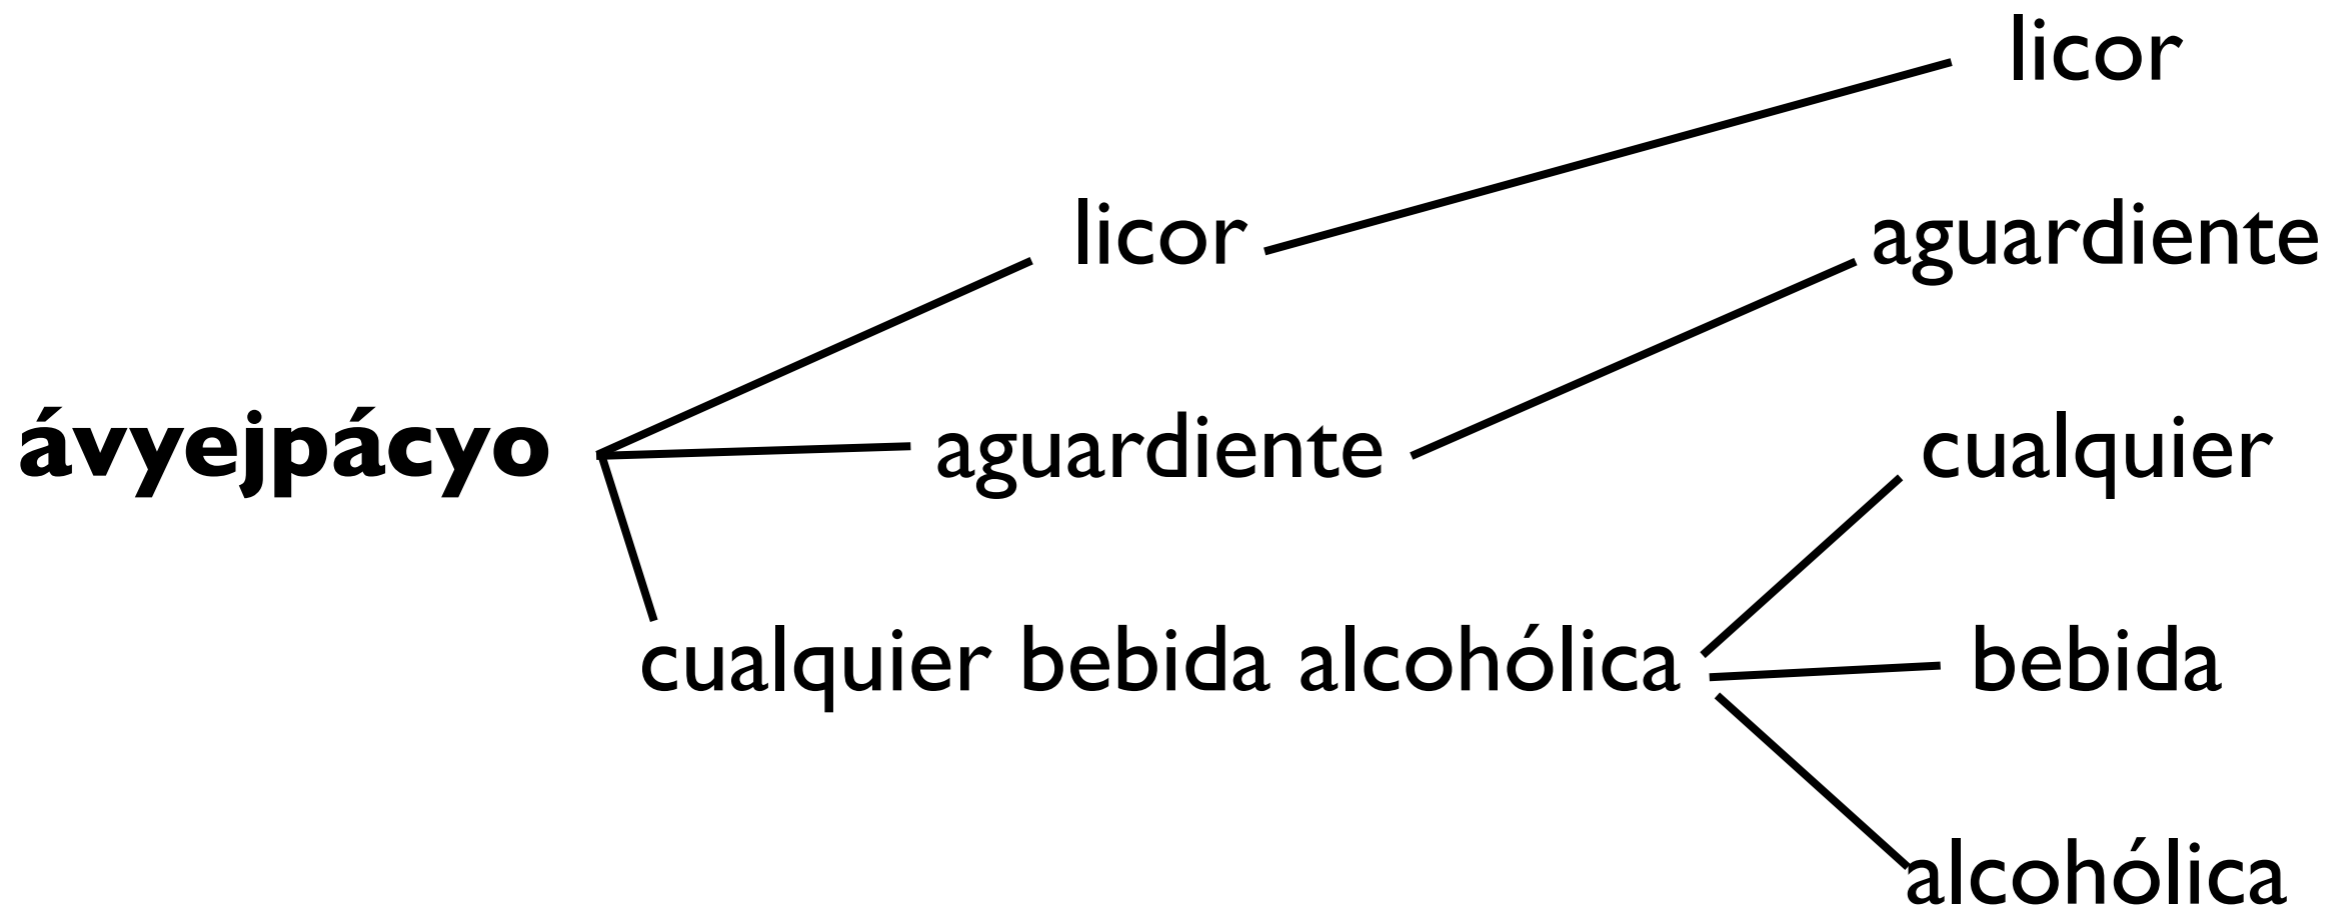 licor
licor
aguardiente
ávyejpácyo
aguardiente
cualquier
cualquier bebida alcohólica
bebida
alcohólica